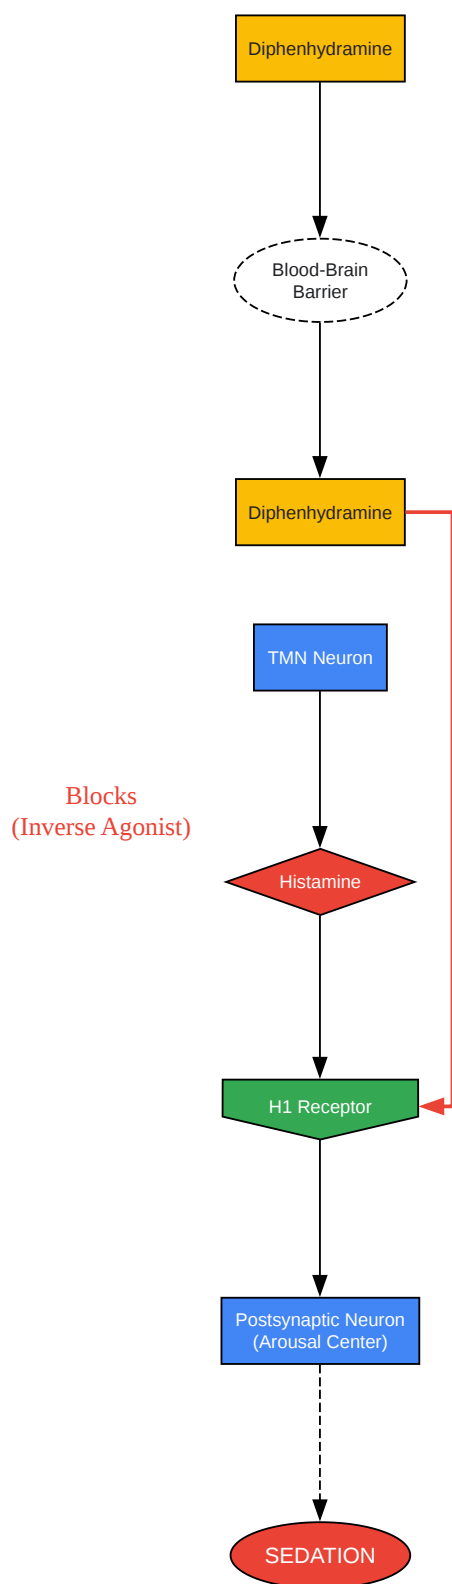 Diphenhydramine
Blood-Brain
Barrier
Diphenhydramine
TMN Neuron
Blocks
(Inverse Agonist)
Histamine
H1 Receptor
Postsynaptic Neuron
(Arousal Center)
SEDATION